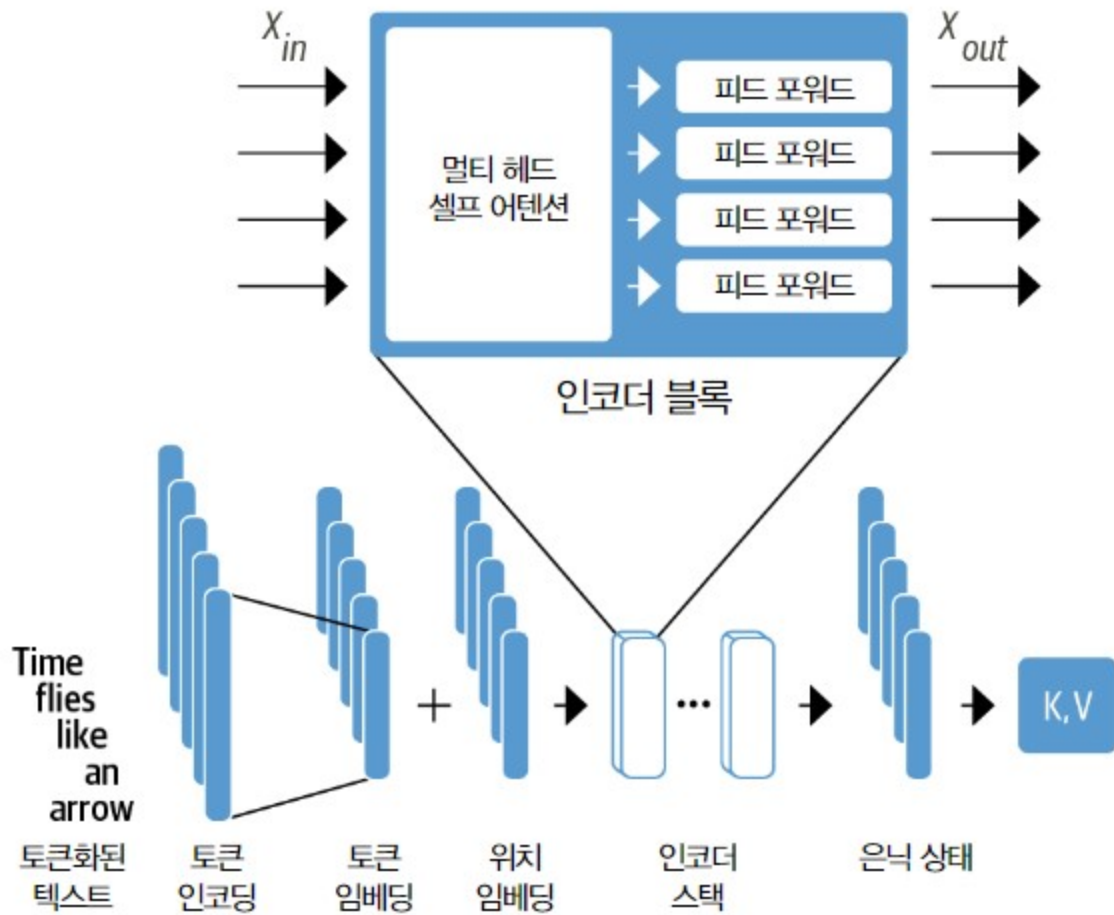 X in
X out
멀티 헤드
셀프 어텐션
피드 포워드
피드 포워드
피드 포워드
피드 포워드
인코더 블록
Time
flies
like
an
arrow
+
...
K, V
토큰화된
텍스트
토큰
인코딩
토큰
임베딩
위치
임베딩
인코더
스택
은닉 상태